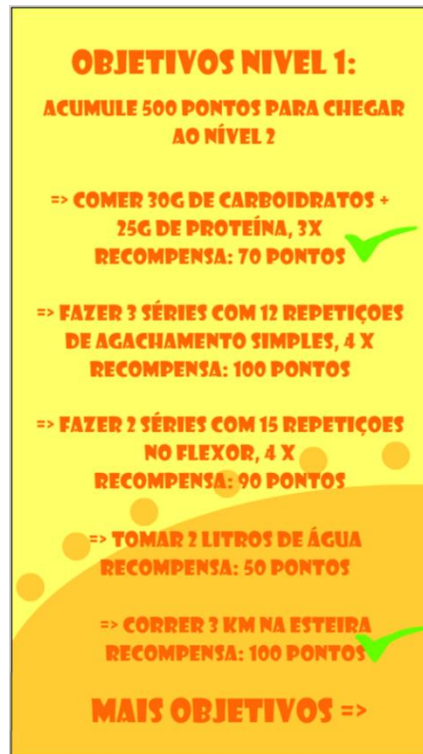 OBJETIVOS NIVEL 1:
ACUMULE 500 PONTOS PARA CHEGAR
AO NÍVEL 2
=> COMER 30G DE CARBOIDRATOS +
25G DE PROTEÍNA, 3X
RECOMPENSA: 70 PONTOS
=> FAZER 3 SÉRIES COM 12 REPETIÇOES
DE AGACHAMENTO SIMPLES, 4 X
RECOMPENSA: 100 PONTOS
=> FAZER 2 SÉRIES COM 15 REPETIÇOES
NO FLEXOR, 4 X
RECOMPENSA: 90 PONTOS
=> TOMAR 2 LITROS DE ÁGUA
RECOMPENSA: 50 PONTOS
=> CORRER 3 KM NA ESTEIRA
RECOMPENSA: 100 PONTOS
MAIS OBJETIVOS =>